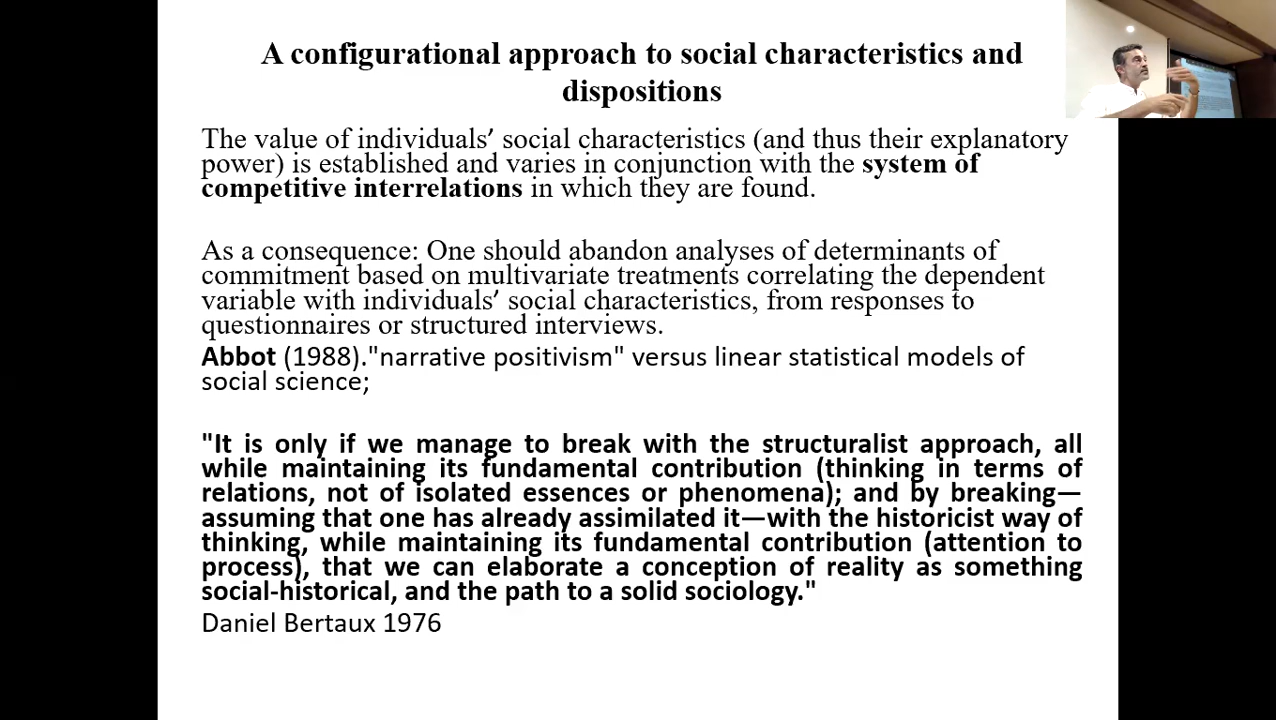 A configurational approach to social characteristics and
dispositions
The value of individuals’ social characteristics (and thus their explanatory
power) is established and varies in conjunction with the system of
competitive interrelations in which they are found.
As a consequence: One should abandon analyses of determinants of
commitment based on multivariate treatments correlating the dependent
variable with individuals’ social characteristics, from responses to
questionnaires or structured interviews.
Abbot (1988)."narrative positivism" versus linear statistical models of
social science;
"It is only if we manage to break with the structuralist approach, all
while maintaining its fundamental contribution (thinking in terms of
relations, not of isolated essences or phenomena); and by breaking—
assuming that one has already assimilated it—with the historicist way of
thinking, while maintaining its fundamental contribution (attention to
process), that we can elaborate a conception of reality as something
social-historical, and the path to a solid sociology."
Daniel Bertaux 1976